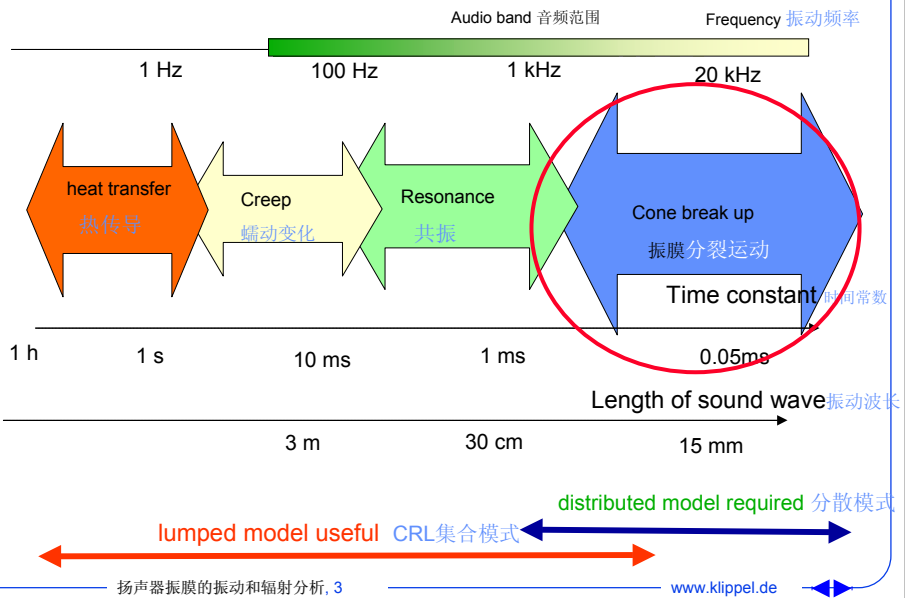 Audio band 音频范围
Frequency 振动频率
1 Hz
100 Hz
1 kHz
20 kHz
heat transfer
热传导
Creep
蠕动变化
Resonance
共振
Cone break up
振膜分裂运动
Time constant 时间常数
1 h
1 s
10 ms
1 ms
0.05ms
Length of sound wave振动波长
3 m
30 cm
15 mm
distributed model required 分散模式
lumped model useful CRL集合模式
扬声器振膜的振动和辐射分析, 3
www.klippel.de